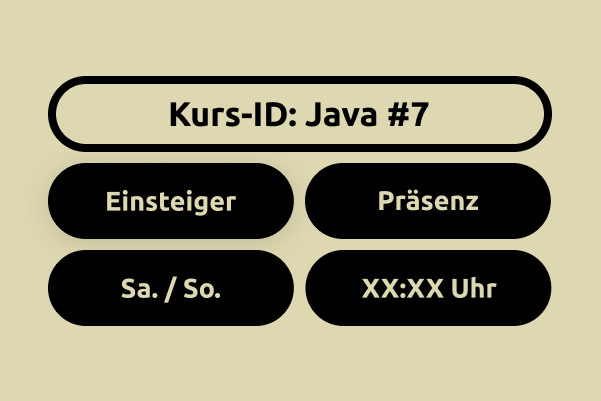 Kurs-ID: Java #7
Einsteiger
Präsenz
Sa. / So.
XX:XX Uhr